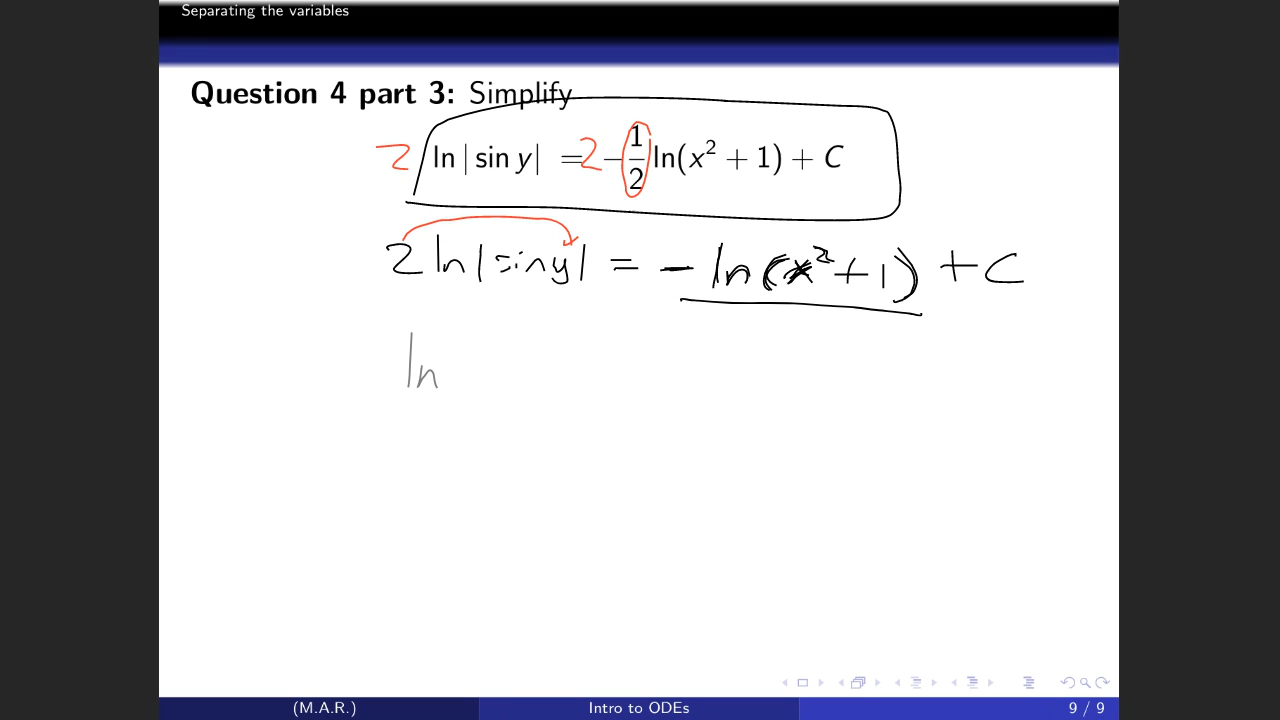 Separating the variables
Question 4 part 3: Simplify
2 ln | sin y| = 2 − 1/2 ln(x² + 1) + C
2 ln |sin y| = − ln(x² + 1) + C
ln
(M.A.R.) Intro to ODEs 9 / 9